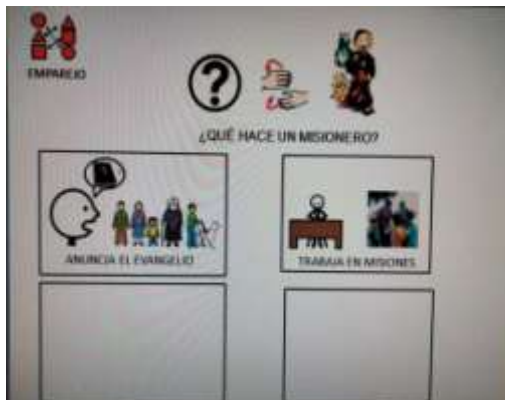 EMPAREJO
¿QUÉ HACE UN MISIONERO?
ANUNCIA EL EVANGELIO
TRABAJA EN MISIONES